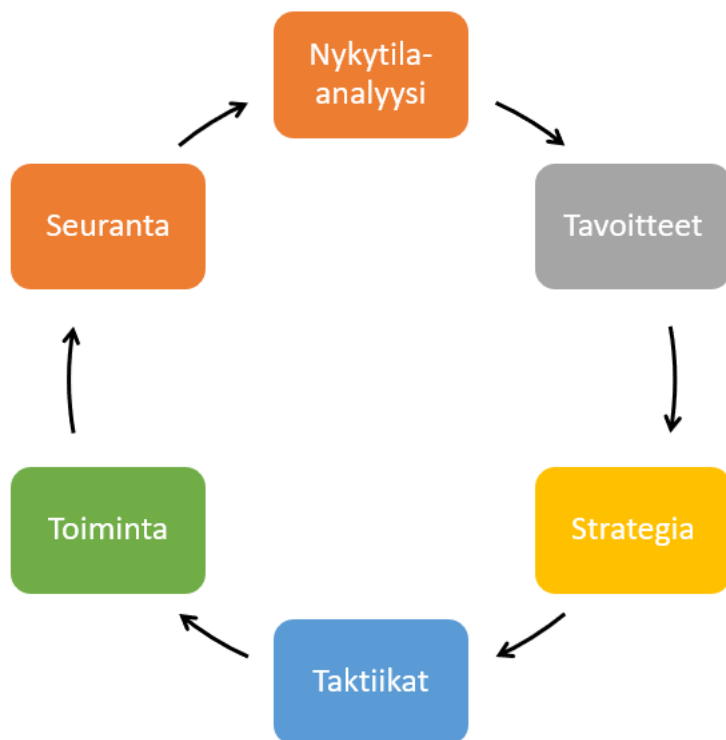 Nykytila-
analyysi
Tavoitteet
Strategia
Taktiikat
Toiminta
Seuranta